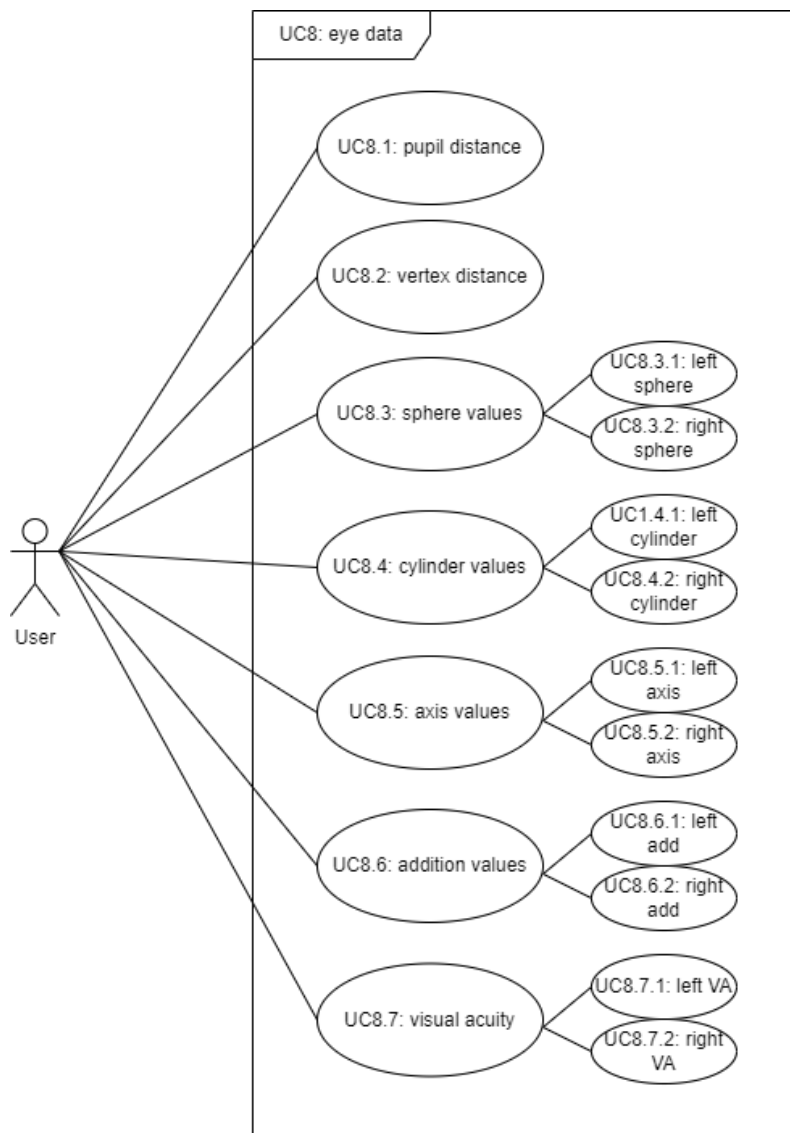 UC8: eye data
UC8.1: pupil distance
UC8.2: vertex distance
UC8.3: sphere values
UC8.3.1: left
sphere
UC8.3.2: right
sphere
User
UC8.4: cylinder values
UC1.4.1: left
cylinder
UC8.4.2: right
cylinder
UC8.5: axis values
UC8.5.1: left
axis
UC8.5.2: right
axis
UC8.6: addition values
UC8.6.1: left
add
UC8.6.2: right
add
UC8.7: visual acuity
UC8.7.1: left VA
UC8.7.2: right
VA